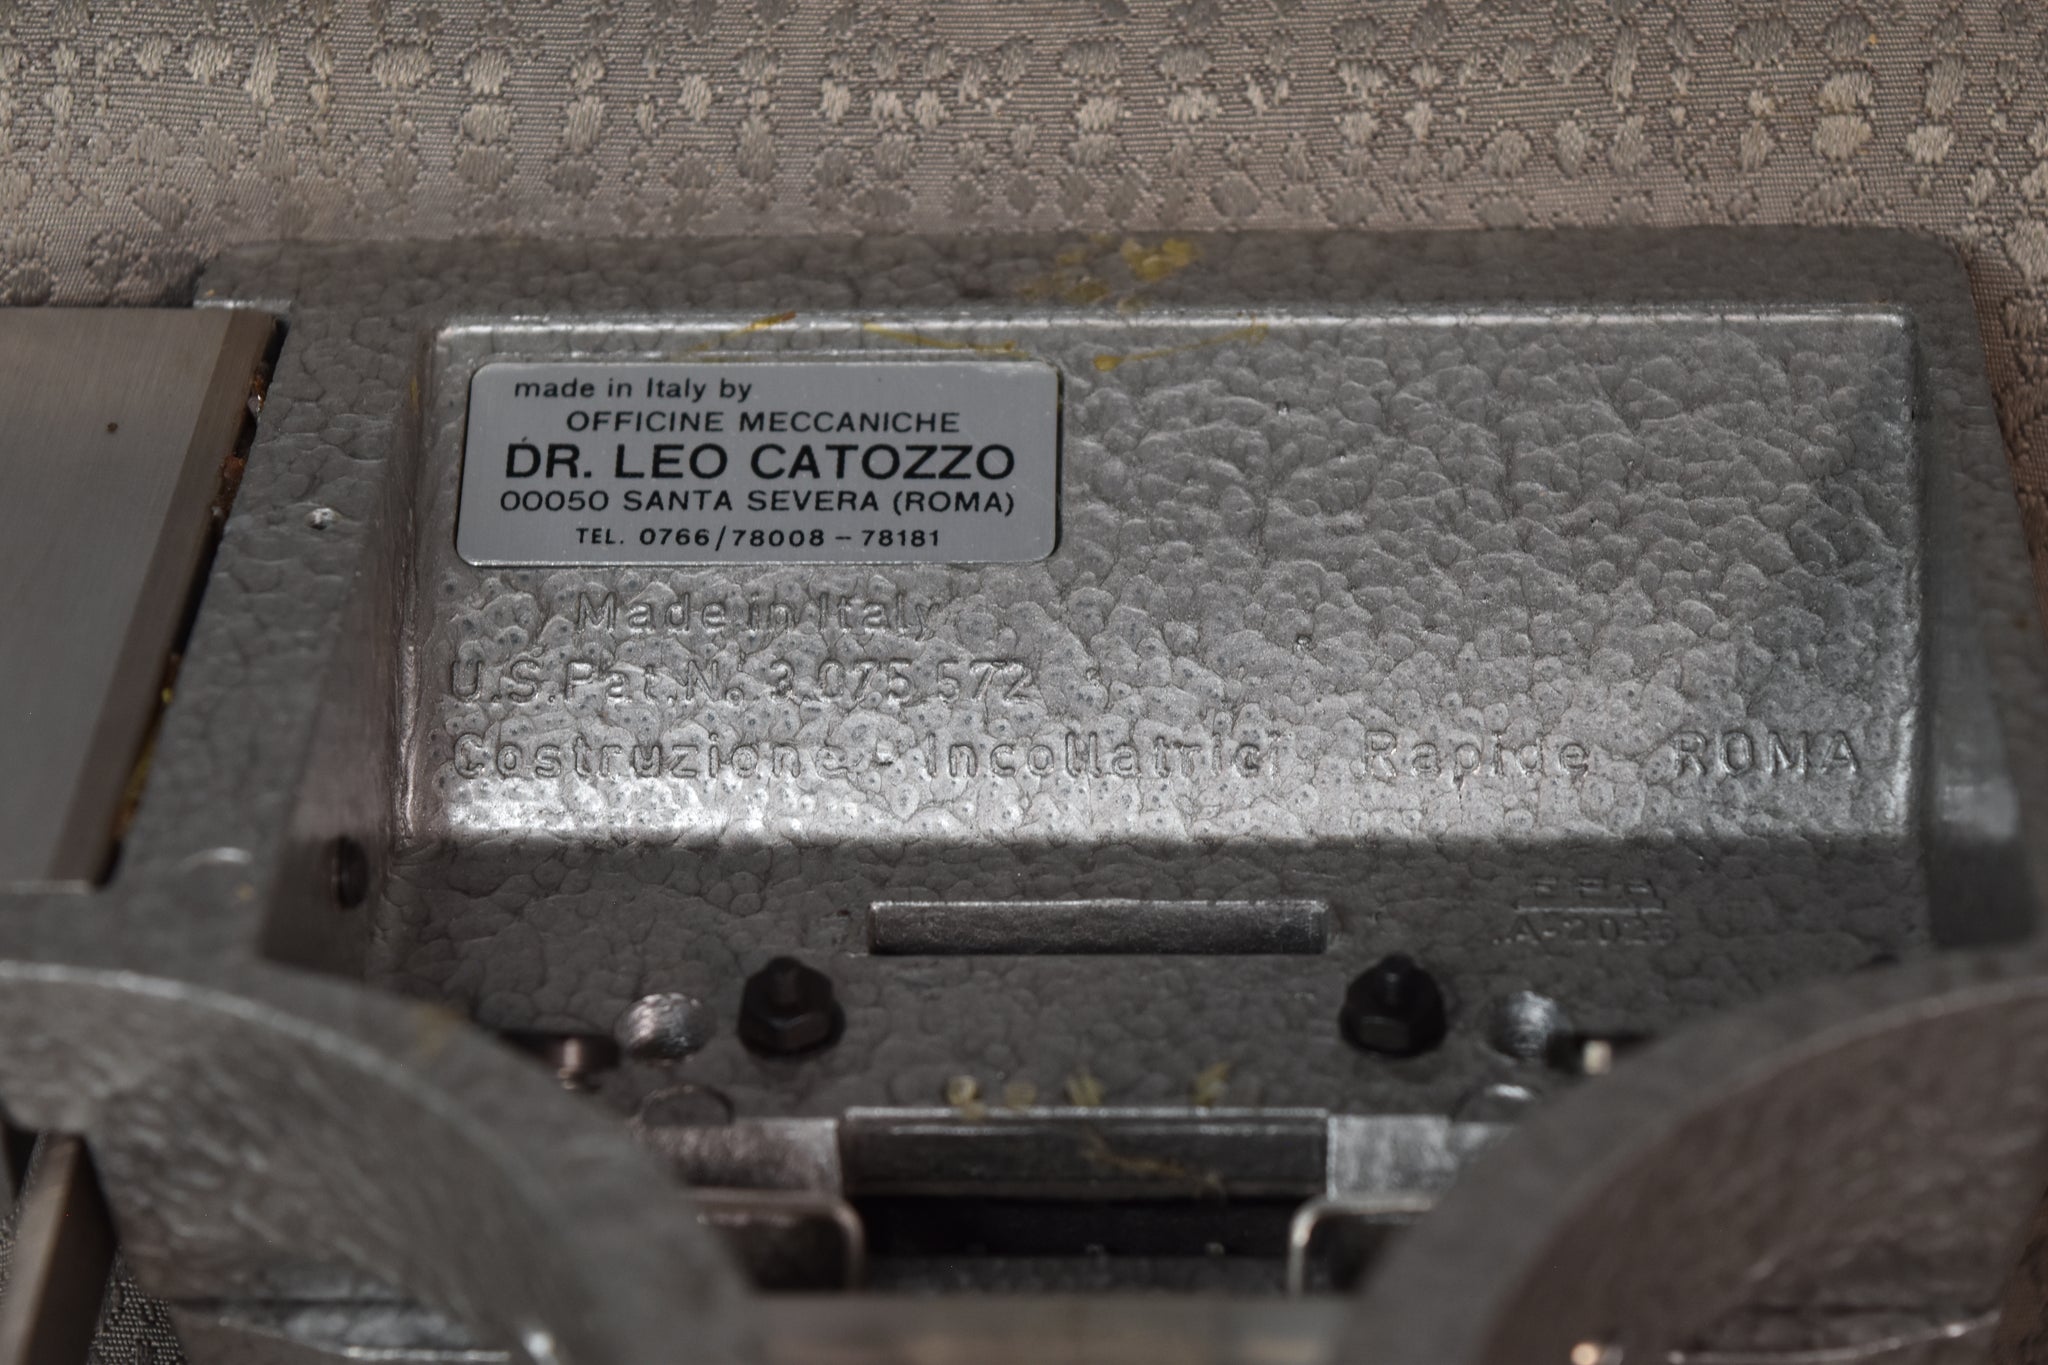 made in Italy by
OFFICINE MECCANICHE
DR. LEO CATOZZO
00050 SANTA SEVERA (ROMA)
TEL. 0766/78008 – 78181
Made in Italy
U.S.Pat.N. 3.075.572
Costruzione - Incollatrici Rapide ROMA